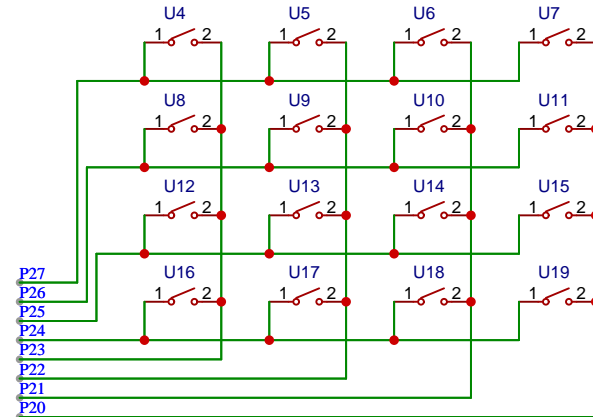 U4 U5 U6 U7
1 2 1 2 1 2 1 2
U8 U9 U10 U11
1 2 1 2 1 2 1 2
U12 U13 U14 U15
1 2 1 2 1 2 1 2
U16 U17 U18 U19
1 2 1 2 1 2 1 2
P27
P26
P25
P24
P23
P22
P21
P20